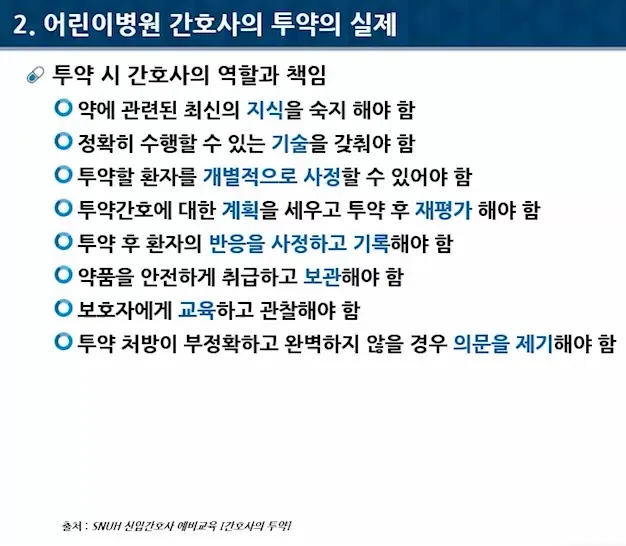 2. 어린이병원 간호사의 투약의 실제
투약 시 간호사의 역할과 책임
약에 관련된 최신의 지식을 숙지 해야 함
정확히 수행할 수 있는 기술을 갖춰야 함
투약할 환자를 개별적으로 사정할 수 있어야 함
투약간호에 대한 계획을 세우고 투약 후 재평가 해야 함
투약 후 환자의 반응을 사정하고 기록해야 함
약품을 안전하게 취급하고 보관해야 함
보호자에게 교육하고 관찰해야 함
투약 처방이 부정확하고 완벽하지 않을 경우 의문을 제기해야 함
출처 : SNUH 신입간호사 예비교육 [간호사의 투약]